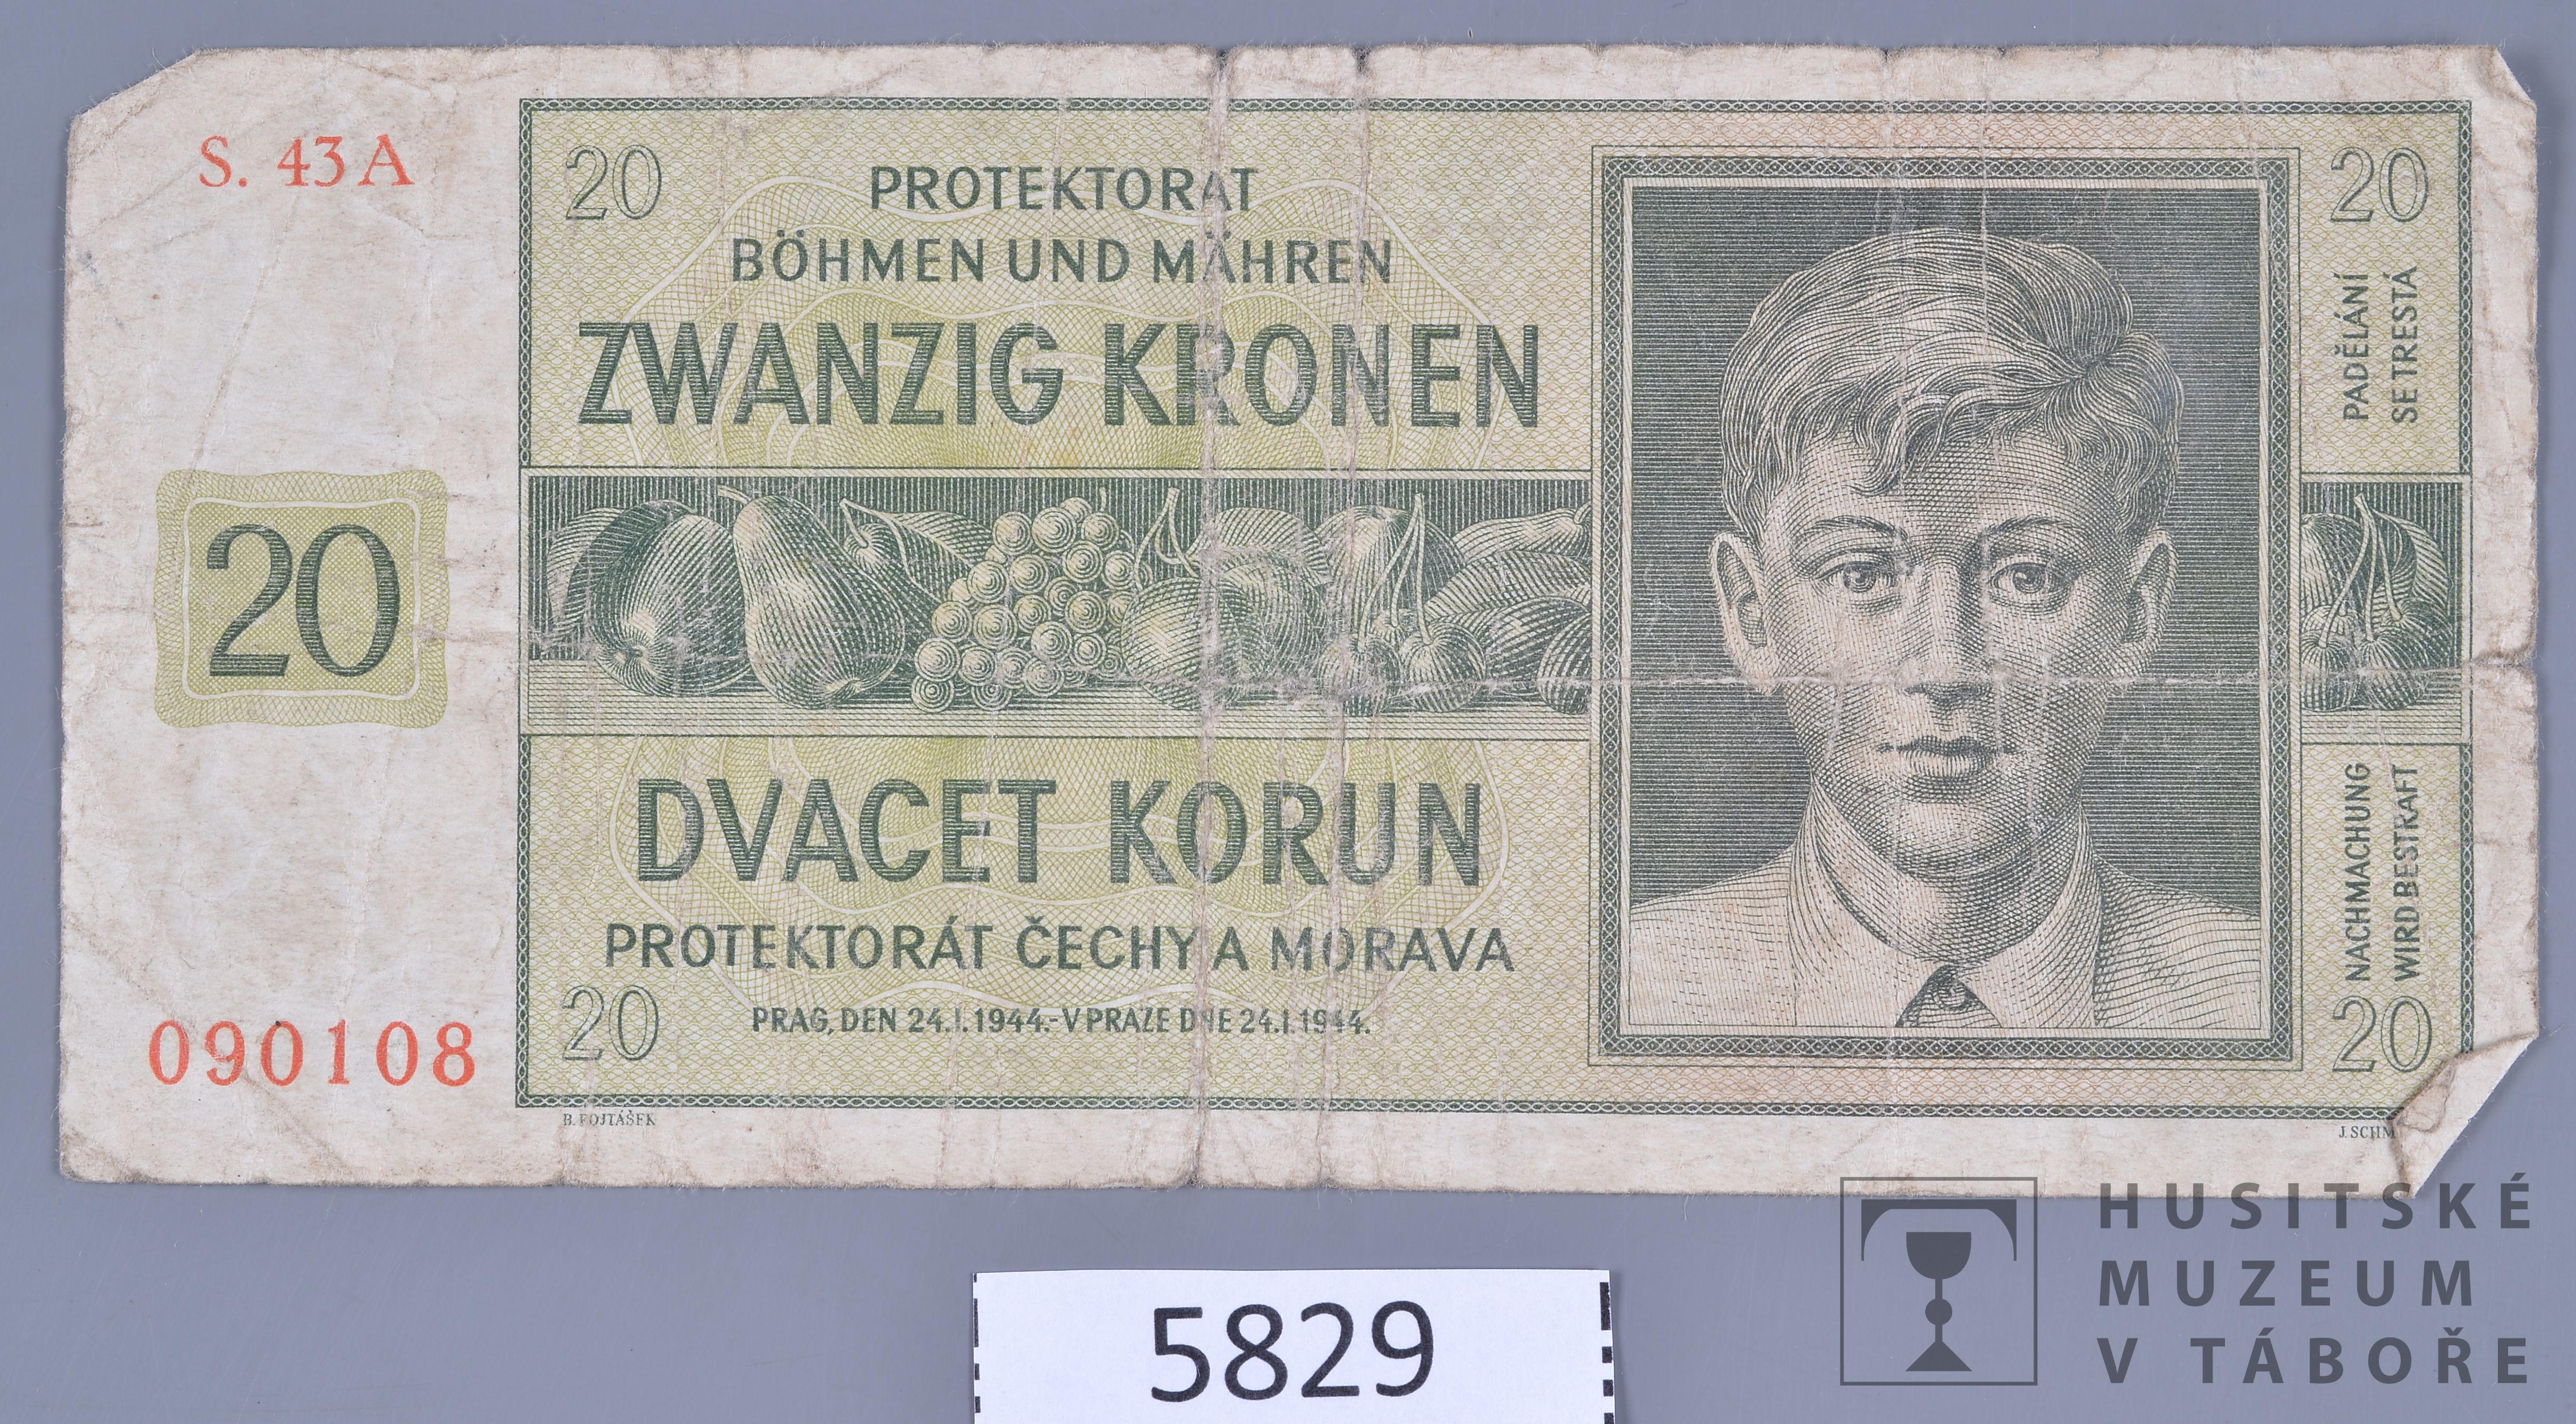 S. 43 A
20
PROTEKTORAT
BÖHMEN UND MÄHREN
ZWANZIG KRONEN
20
20
PADĚLÁNÍ
SE TRESTÁ
DVACET KORUN
PROTEKTORÁT ČECHY A MORAVA
PRAG, DEN 24.I.1944.-V PRAZE DNE 24.I.1944.
NACHMACHUNG
WIRD BESTRAFT
090108
20
20
B. FOJTÁŠEK
J. SCHM
5829
HUSITSKÉ
MUZEUM
V TÁBOŘE